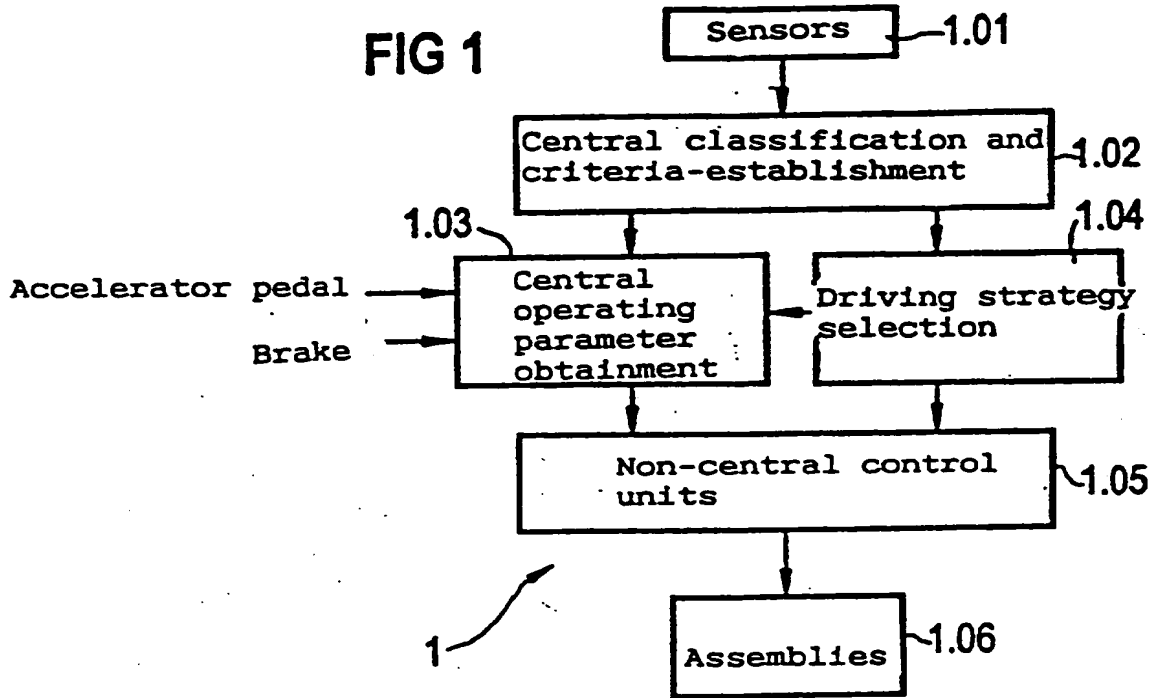 FIG 1
Sensors
1.01
Central classification and
criteria-establishment
1.02
1.03
1.04
Accelerator pedal
Brake
Central
operating
parameter
obtainment
Driving strategy
selection
Non-central control
units
1.05
1
Assemblies
1.06